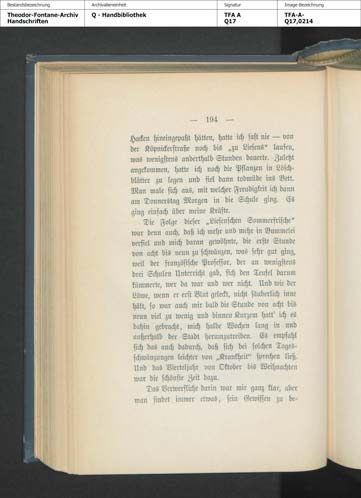 Bestandsbezeichnung
Archivalieneinheit
Signatur
Image-Bezeichnung
Theodor-Fontane-Archiv
Handschriften
Q - Handbibliothek
TFA A
Q17
TFA-A-
Q17,0214
— 194 —
Hacken hineingepaßt hätten, hatte ich fast nie — von
der Köpnickerstraße noch bis „zu Liesens“ laufen,
was wenigstens anderthalb Stunden dauerte. Zuletzt
angekommen, hatte ich noch die Pflanzen in Lösch-
blätter zu legen und fiel dann todmüde ins Bett.
Man male sich aus, mit welcher Freudigkeit ich dann
am Donnerstag Morgen in die Schule ging. Es
ging einfach über meine Kräfte.
Die Folge dieser „Liesenschen Sommerfrische“
war denn auch, daß ich mehr und mehr in Bummelei
verfiel und mich daran gewöhnte, die erste Stunde
von acht bis neun zu schwänzen, was sehr gut ging,
weil der französische Professor, der an wenigstens
drei Schulen Unterricht gab, sich den Teufel darum
kümmerte, wer da war und wer nicht. Und wie der
Löwe, wenn er erst Blut geleckt, nicht säuberlich inne
hält, so war auch mir bald die Stunde von acht bis
neun viel zu wenig und binnen Kurzem hatt' ich es
dahin gebracht, mich halbe Wochen lang in und
außerhalb der Stadt herumzutreiben. Es empfahl
sich das auch dadurch, daß sich bei solchen Tages-
schwänzungen leichter von „Krankheit“ sprechen ließ.
Und das Vierteljahr von Oktober bis Weihnachten
war die schönste Zeit dazu.
Das Verwerfliche darin war mir ganz klar, aber
man findet immer etwas, sein Gewissen zu be-